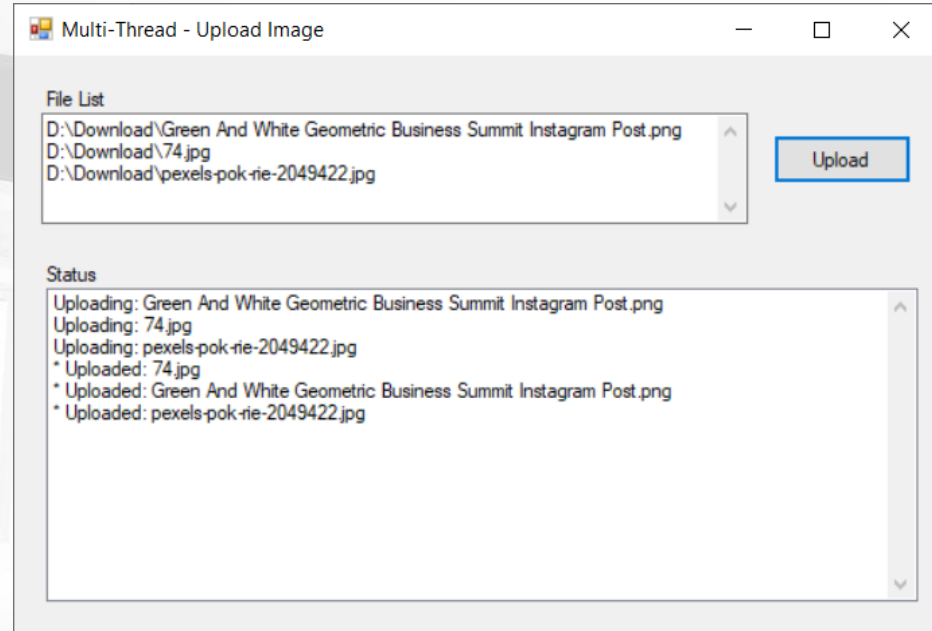 Multi-Thread - Upload Image
File List
D:\Download\Green And White Geometric Business Summit Instagram Post.png
D:\Download\74.jpg
D:\Download\pexels-pok-rie-2049422.jpg
Upload
Status
Uploading: Green And White Geometric Business Summit Instagram Post.png
Uploading: 74.jpg
Uploading: pexels-pok-rie-2049422.jpg
* Uploaded: 74.jpg
* Uploaded: Green And White Geometric Business Summit Instagram Post.png
* Uploaded: pexels-pok-rie-2049422.jpg